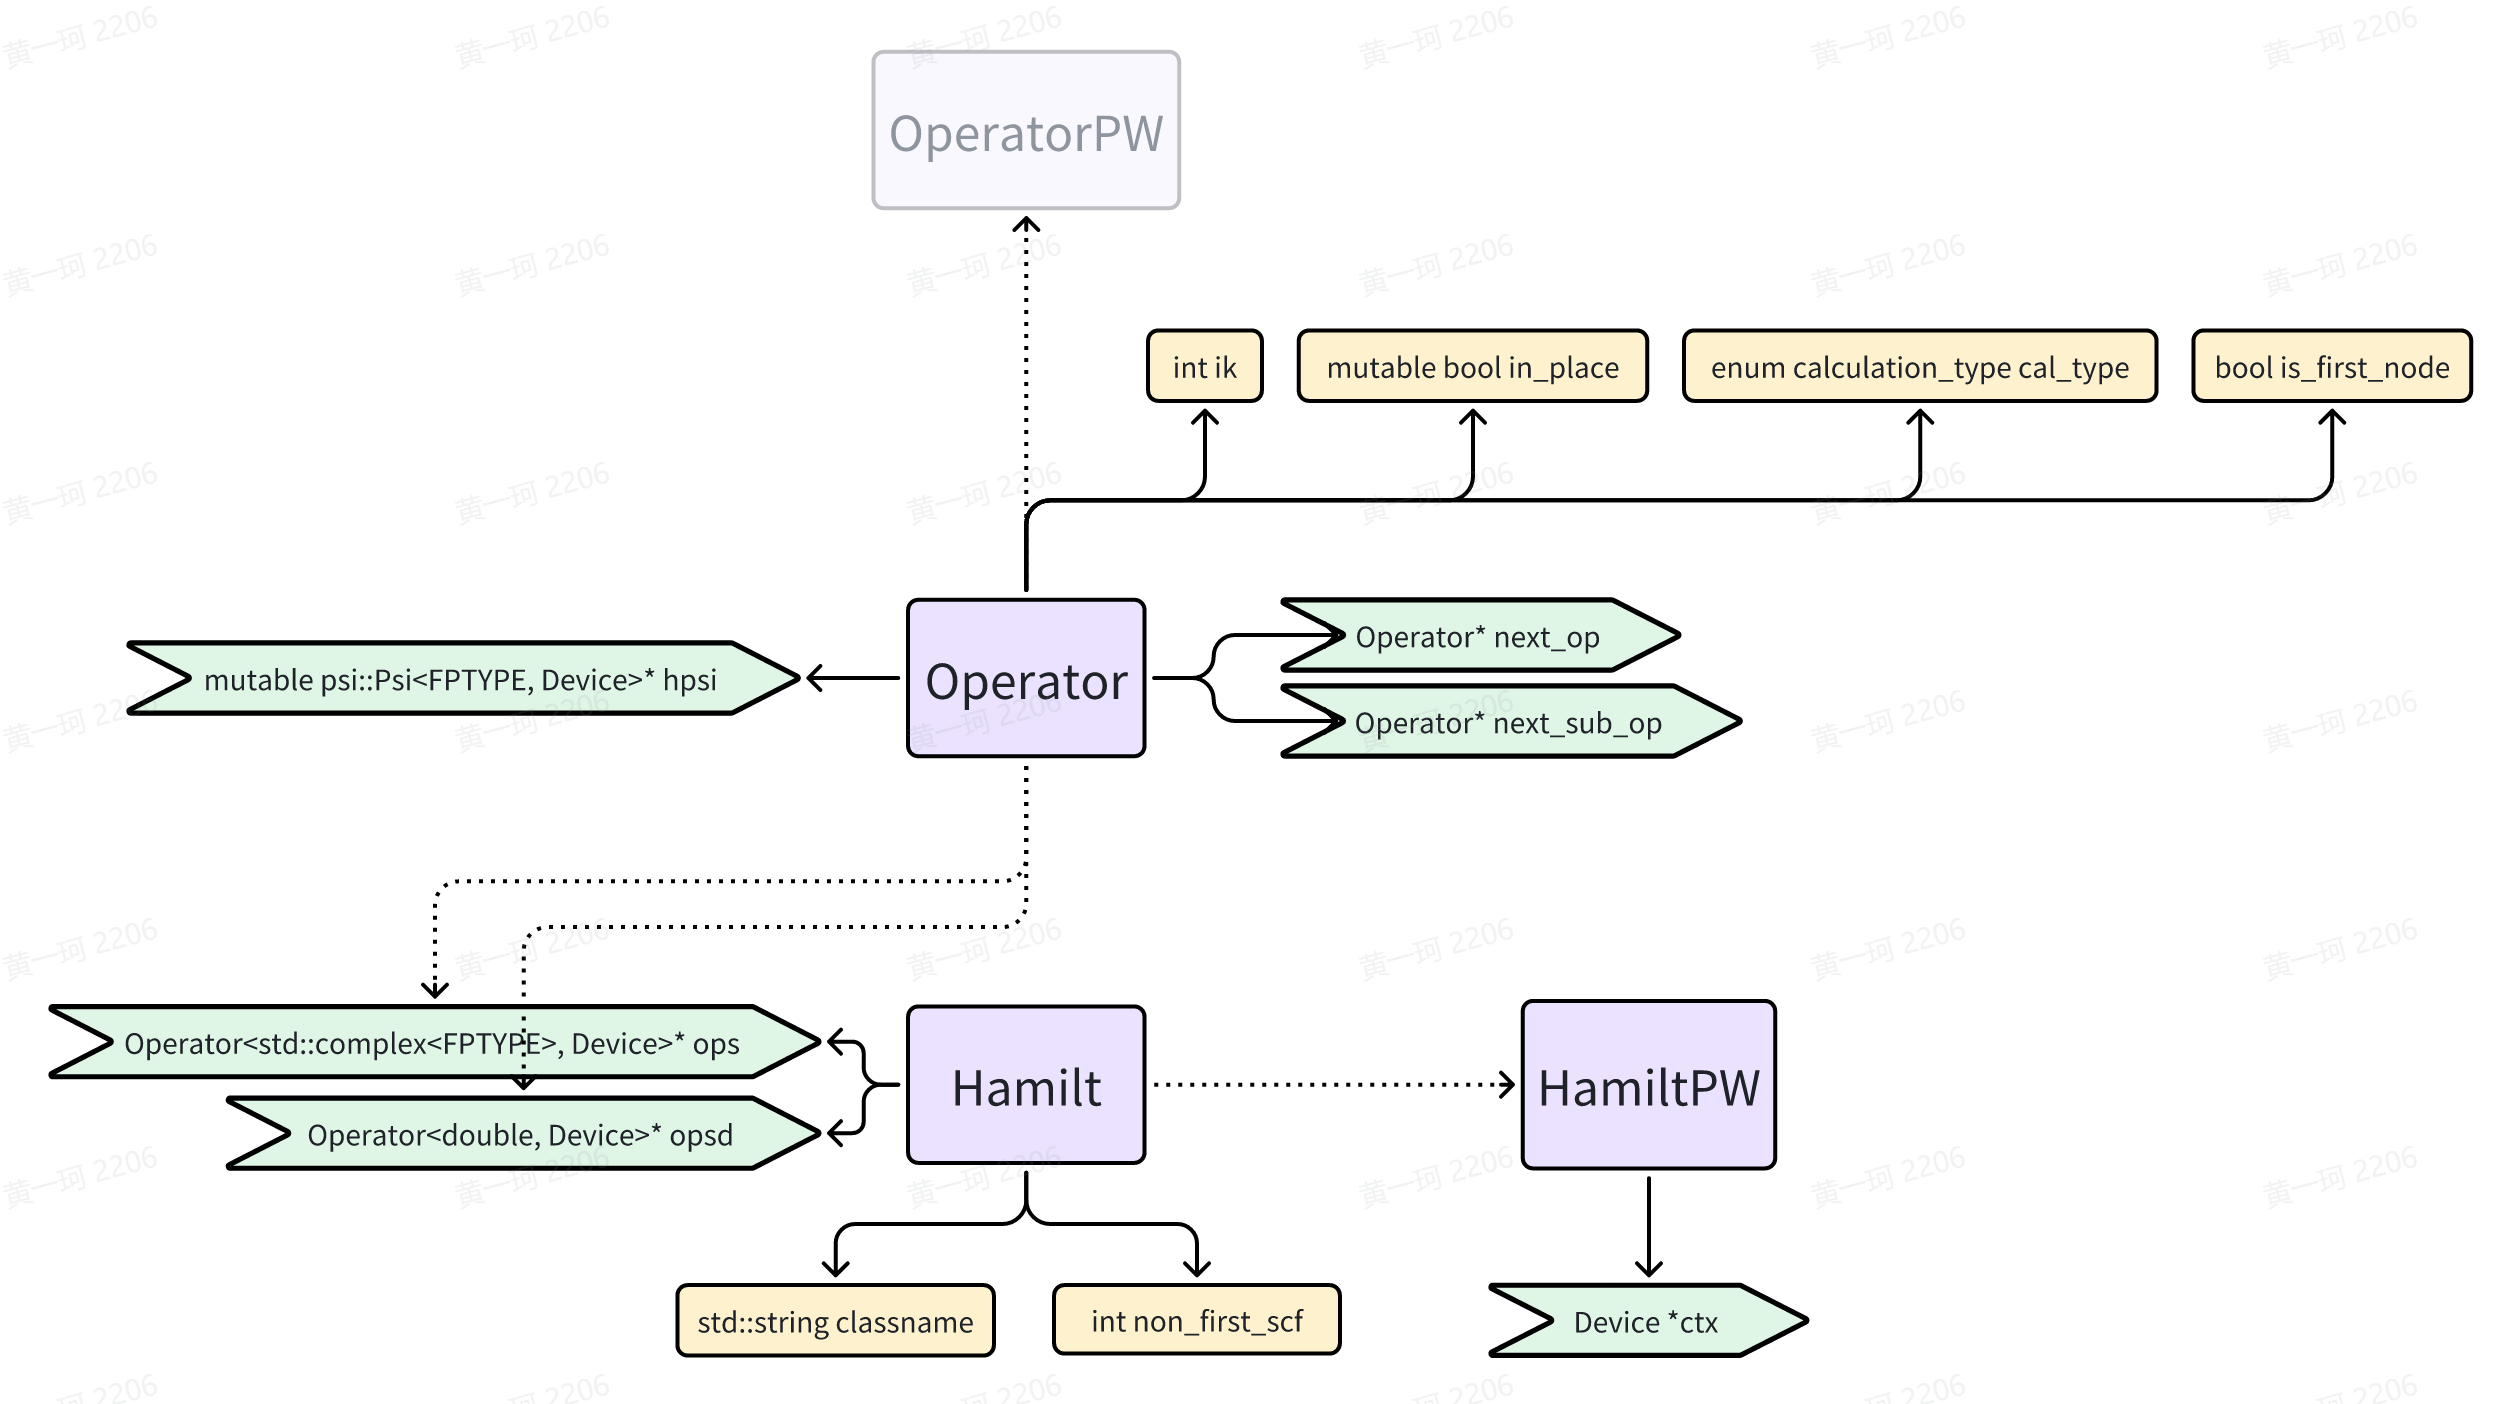 OperatorPW
int ik
mutable bool in_place
enum calculation_type cal_type
bool is_first_node
mutable psi::Psi<FPTYPE, Device>* hpsi
Operator
Operator* next_op
Operator* next_sub_op
Operator<std::complex<FPTYPE>, Device>* ops
Operator<double, Device>* opsd
Hamilt
HamiltPW
std::string classname
int non_first_scf
Device *ctx
黄一珂 2206